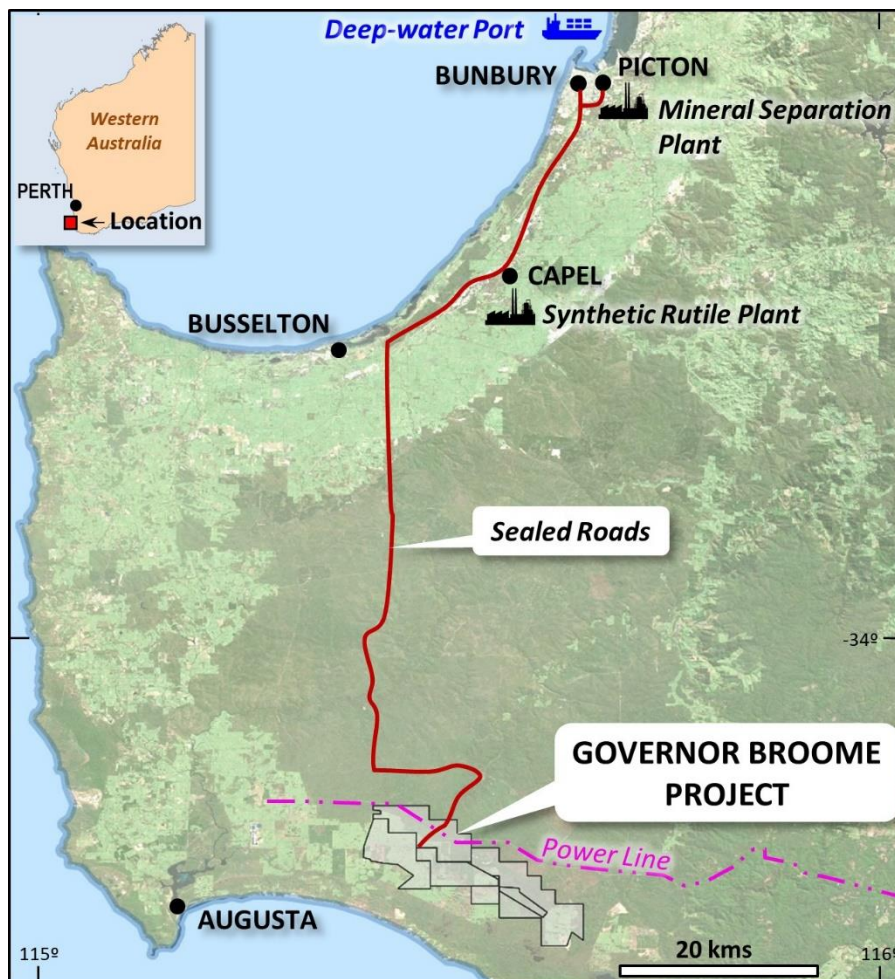 Deep-water Port
BUNBURY
PICTON
Mineral Separation
Plant
Western
Australia
PERTH
Location
CAPEL
Synthetic Rutile Plant
BUSSELTON
Sealed Roads
-34º
GOVERNOR BROOME
PROJECT
Power Line
AUGUSTA
20 kms
115º
116º